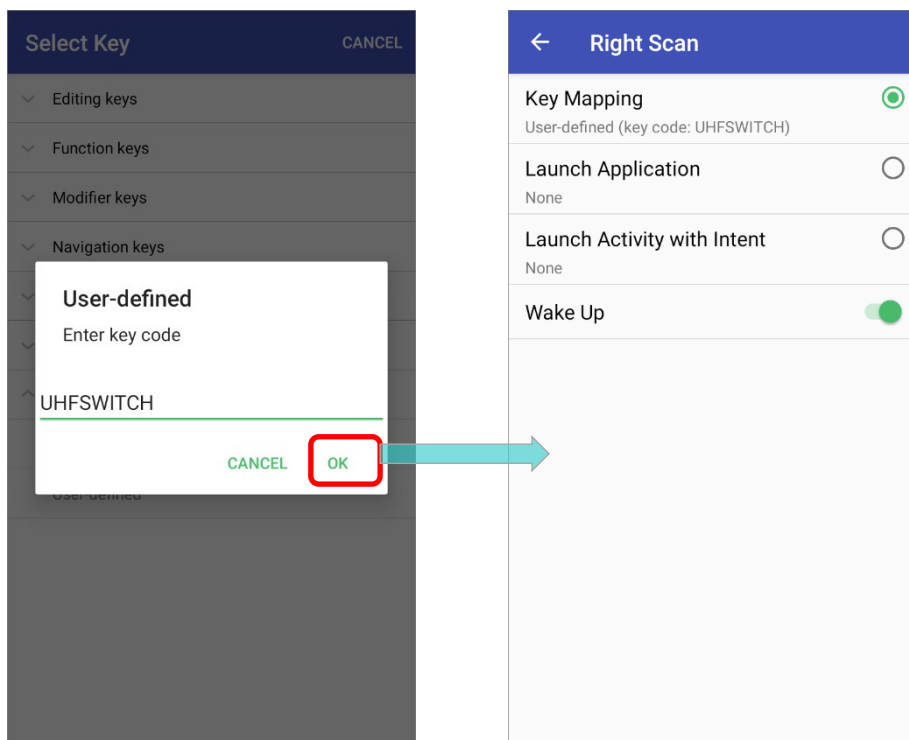 Select Key
CANCEL
Editing keys
Function keys
Modifier keys
Navigation keys
User-defined
Enter key code
UHFSWITCH
CANCEL
OK
User-defined
Right Scan
Key Mapping
User-defined (key code: UHFSWITCH)
Launch Application
None
Launch Activity with Intent
None
Wake Up